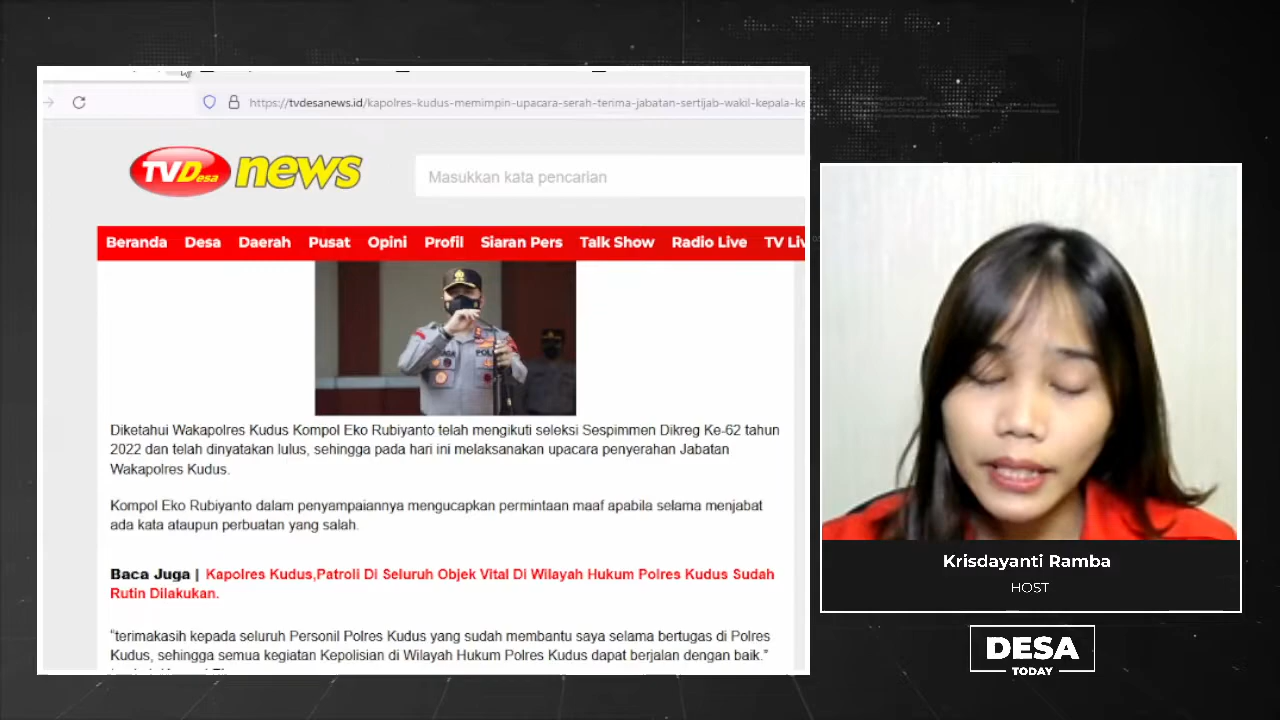 https://tvdesanews.id/kapolres-kudus-memimpin-upacara-serah-terima-jabatan-sertijab-wakil-kepala-ke
TVDesa news
Masukkan kata pencarian
Beranda Desa Daerah Pusat Opini Profil Siaran Pers Talk Show Radio Live TV Liv
Diketahui Wakapolres Kudus Kompol Eko Rubiyanto telah mengikuti seleksi Sespimmen Dikreg Ke-62 tahun
2022 dan telah dinyatakan lulus, sehingga pada hari ini melaksanakan upacara penyerahan Jabatan
Wakapolres Kudus.
Kompol Eko Rubiyanto dalam penyampaiannya mengucapkan permintaan maaf apabila selama menjabat
ada kata ataupun perbuatan yang salah.
Baca Juga | Kapolres Kudus,Patroli Di Seluruh Objek Vital Di Wilayah Hukum Polres Kudus Sudah
Rutin Dilakukan.
“terimakasih kepada seluruh Personil Polres Kudus yang sudah membantu saya selama bertugas di Polres
Kudus, sehingga semua kegiatan Kepolisian di Wilayah Hukum Polres Kudus dapat berjalan dengan baik.”
Krisdayanti Ramba
HOST
DESA
TODAY